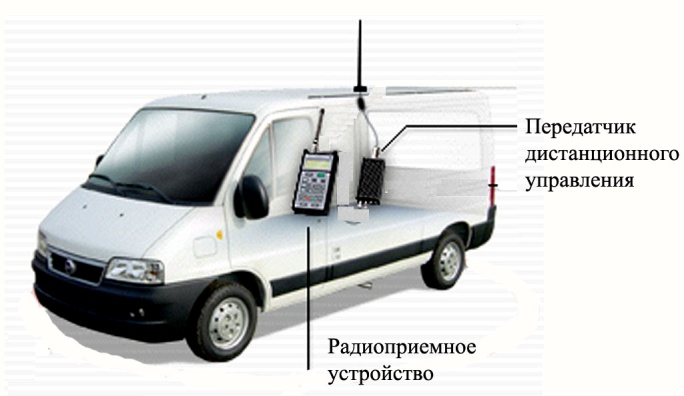 Передатчик
дистанционного
управления
Радиоприемное
устройство